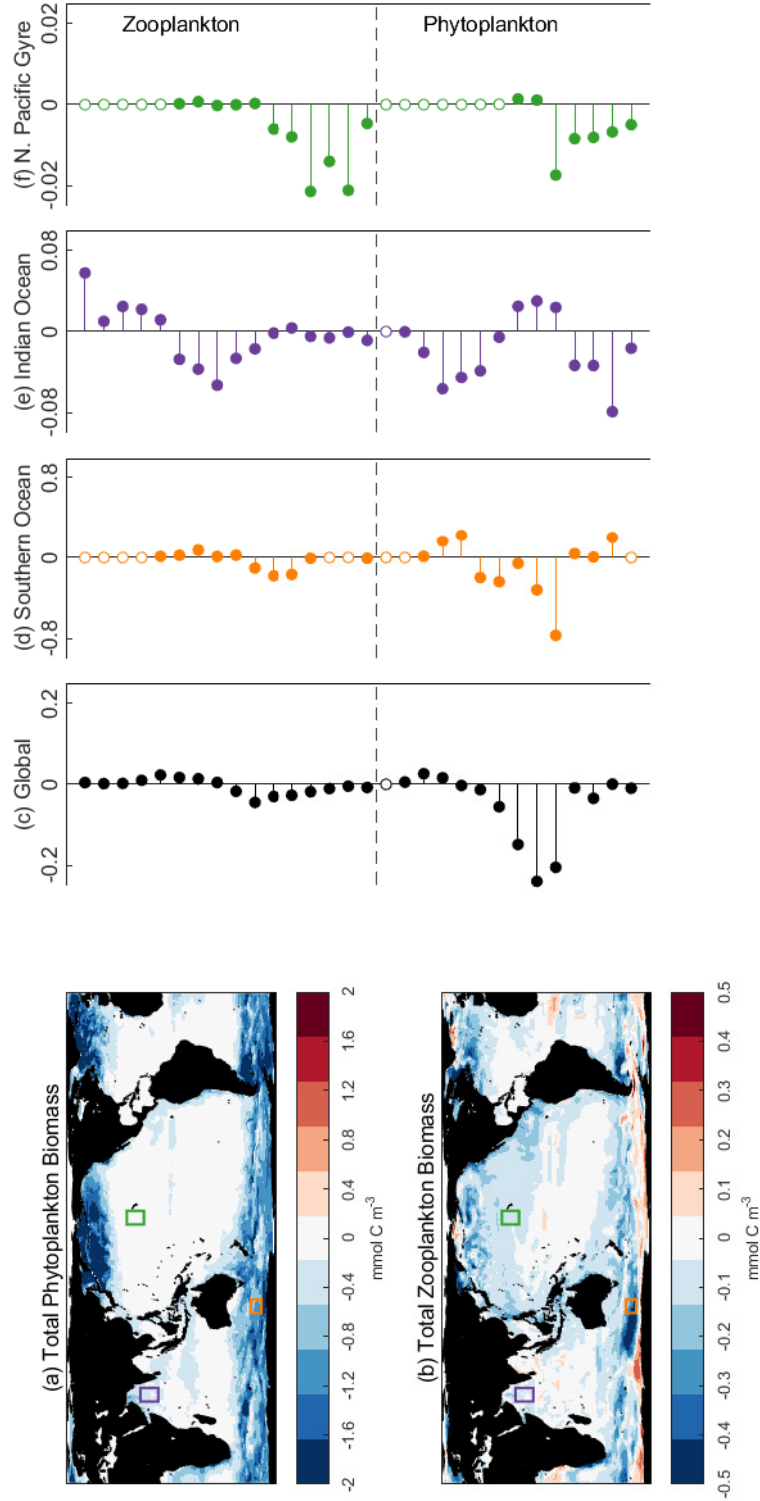 (a) Total Phytoplankton Biomass
-2 -1.6 -1.2 -0.8 -0.4 0 0.4 0.8 1.2 1.6 2
mmol C m⁻³
(b) Total Zooplankton Biomass
-0.5 -0.4 -0.3 -0.2 -0.1 0 0.1 0.2 0.3 0.4 0.5
mmol C m⁻³
(c) Global
-0.2 0 0.2
(d) Southern Ocean
-0.8 0 0.8
(e) Indian Ocean
-0.08 0 0.08
(f) N. Pacific Gyre
-0.02 0 0.02
Zooplankton
Phytoplankton